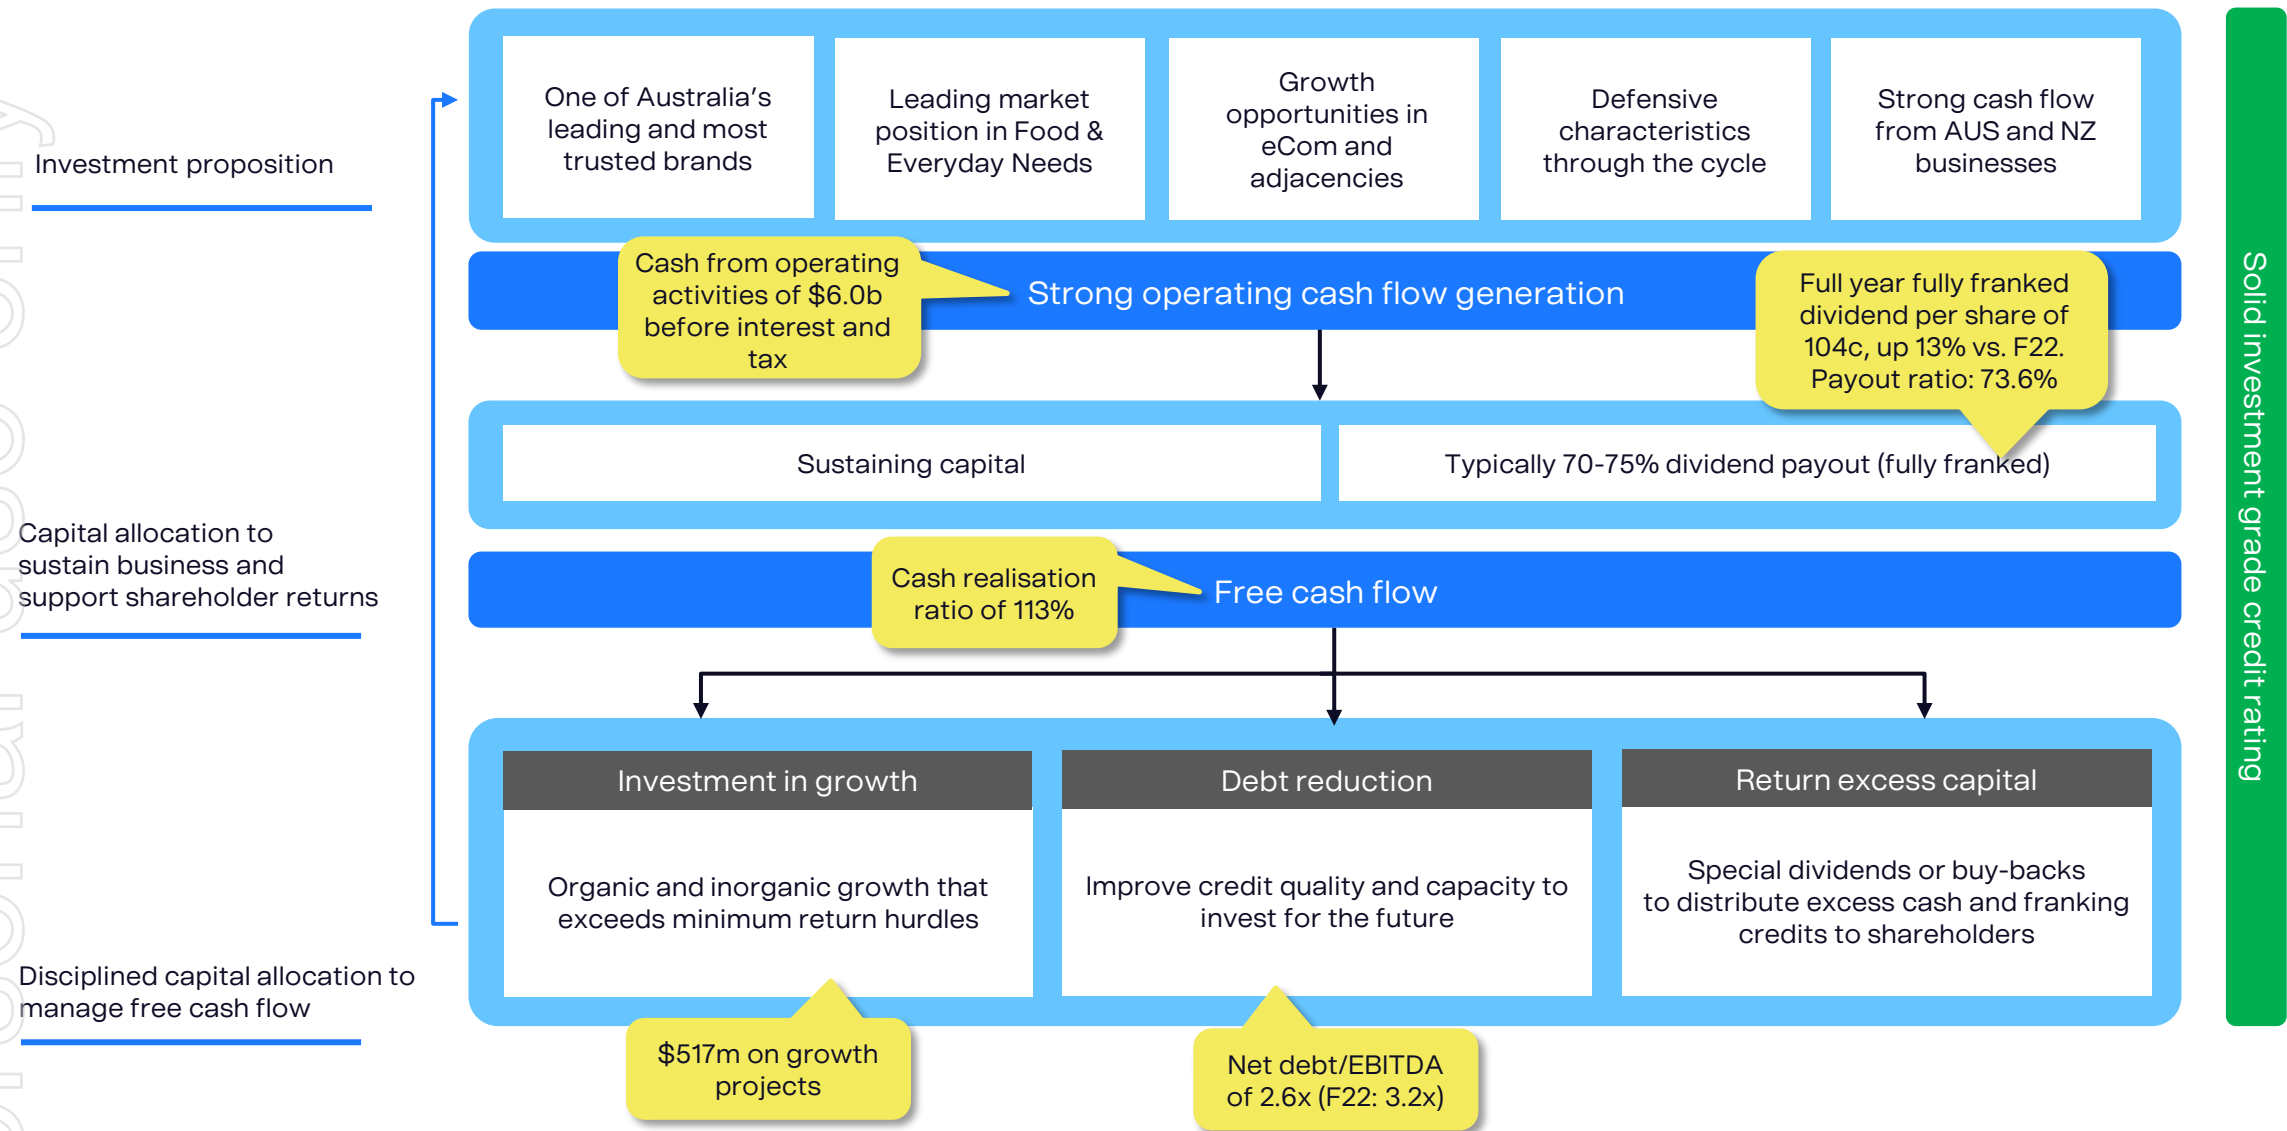 Investment proposition
One of Australia's
leading and most
trusted brands
Leading market
position in Food &
Everyday Needs
Growth
opportunities in
eCom and
adjacencies
Defensive
characteristics
through the cycle
Strong cash flow
from AUS and NZ
businesses
Cash from operating
activities of $6.0b
before interest and
tax
Strong operating cash flow generation
Full year fully franked
dividend per share of
104c, up 13% vs. F22.
Payout ratio: 73.6%
Capital allocation to
sustain business and
support shareholder returns
Sustaining capital
Typically 70-75% dividend payout (fully franked)
Cash realisation
ratio of 113%
Free cash flow
Disciplined capital allocation to
manage free cash flow
Investment in growth
Organic and inorganic growth that
exceeds minimum return hurdles
$517m on growth
projects
Debt reduction
Improve credit quality and capacity to
invest for the future
Net debt/EBITDA
of 2.6x (F22: 3.2x)
Return excess capital
Special dividends or buy-backs
to distribute excess cash and franking
credits to shareholders
Solid investment grade credit rating